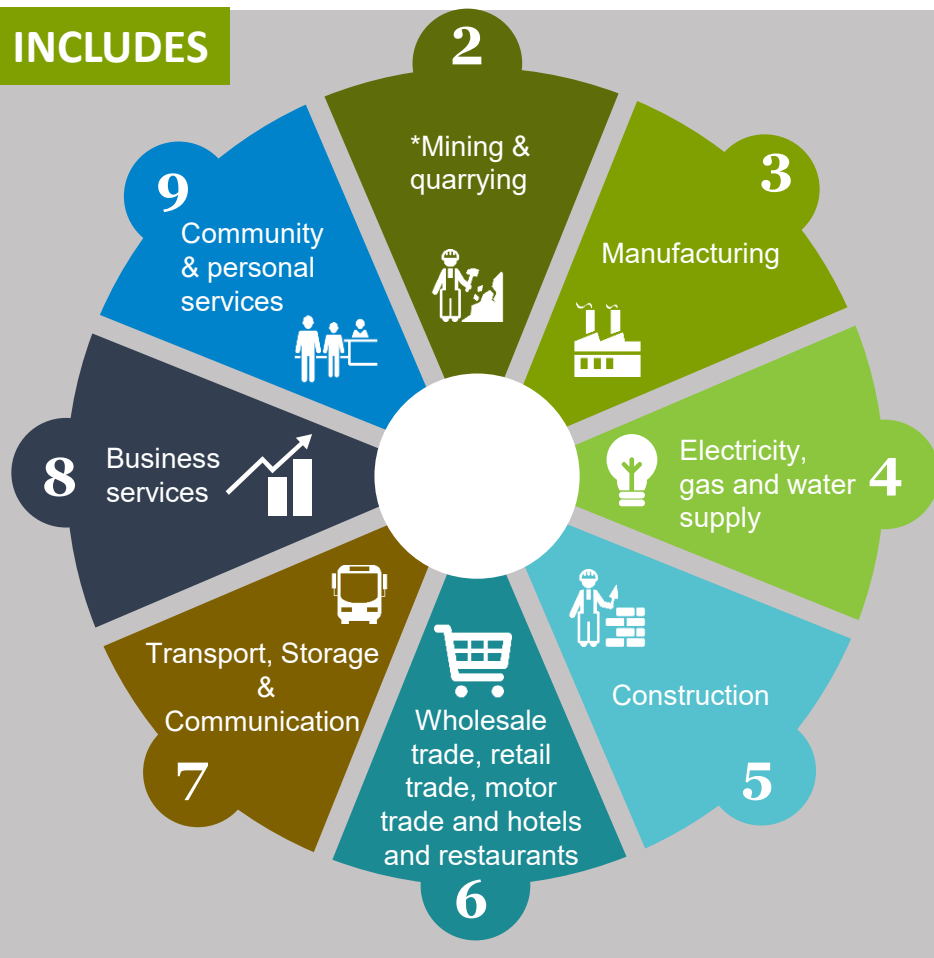 INCLUDES
2
*Mining &
quarrying
3
Manufacturing
4
Electricity,
gas and water
supply
5
Construction
6
Wholesale
trade, retail
trade, motor
trade and hotels
and restaurants
7
Transport, Storage
&
Communication
8
Business
services
9
Community
& personal
services